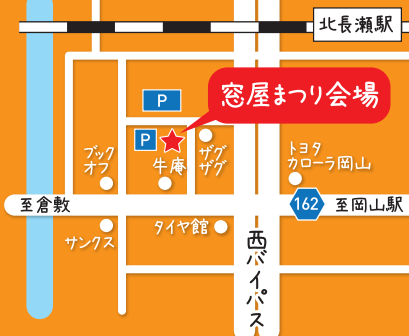 北長瀬駅
P
窓屋まつり会場
P
ブック
オフ
牛庵
ザグ
ザグ
トヨタ
カローラ岡山
至倉敷
162
至岡山駅
サンクス
タイヤ館
西バイパス